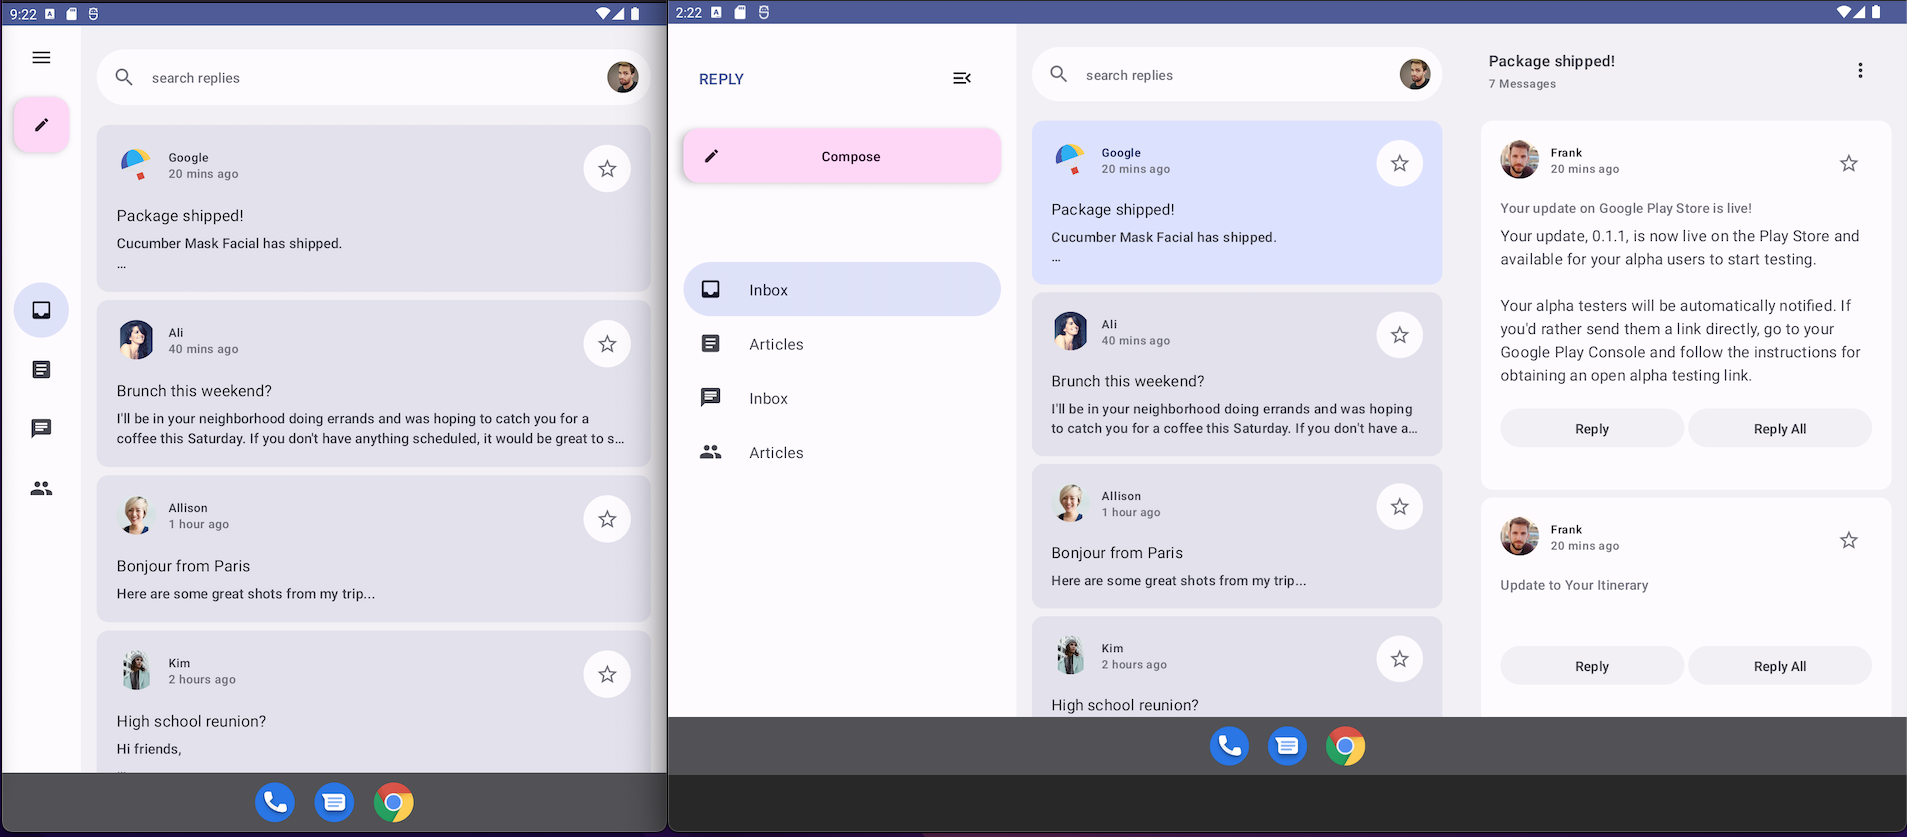 9:22
search replies
Google
20 mins ago
Package shipped!
Cucumber Mask Facial has shipped.
...
Ali
40 mins ago
Brunch this weekend?
I'll be in your neighborhood doing errands and was hoping to catch you for a
coffee this Saturday. If you don't have anything scheduled, it would be great to s...
Allison
1 hour ago
Bonjour from Paris
Here are some great shots from my trip...
Kim
2 hours ago
High school reunion?
Hi friends,
2:22
REPLY
Compose
Inbox
Articles
Inbox
Articles
search replies
Google
20 mins ago
Package shipped!
Cucumber Mask Facial has shipped.
...
Ali
40 mins ago
Brunch this weekend?
I'll be in your neighborhood doing errands and was hoping
to catch you for a coffee this Saturday. If you don't have a...
Allison
1 hour ago
Bonjour from Paris
Here are some great shots from my trip...
Kim
2 hours ago
High school reunion?
Package shipped!
7 Messages
Frank
20 mins ago
Your update on Google Play Store is live!
Your update, 0.1.1, is now live on the Play Store and
available for your alpha users to start testing.
Your alpha testers will be automatically notified. If
you'd rather send them a link directly, go to your
Google Play Console and follow the instructions for
obtaining an open alpha testing link.
Reply
Reply All
Frank
20 mins ago
Update to Your Itinerary
Reply
Reply All